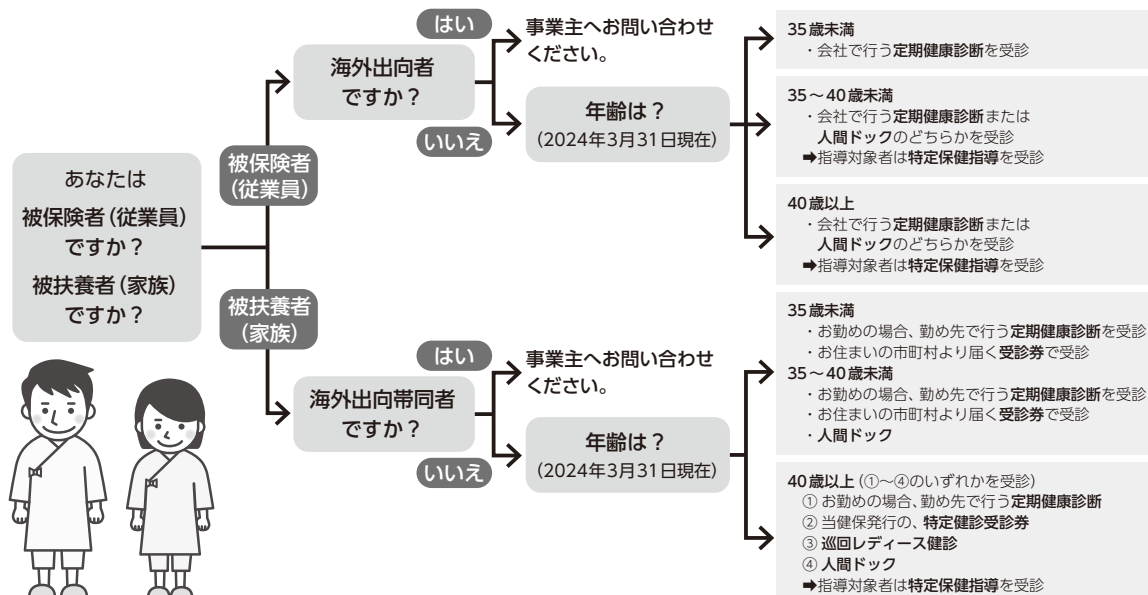 あなたは
被保険者(従業員)
ですか？
被扶養者(家族)
ですか？
被保険者
(従業員)
海外出向者
ですか？
はい
事業主へお問い合わせ
ください。
いいえ
年齢は？
(2024年3月31日現在)
35歳未満
・会社で行う定期健康診断を受診
35～40歳未満
・会社で行う定期健康診断または
人間ドックのどちらかを受診
➡指導対象者は特定保健指導を受診
40歳以上
・会社で行う定期健康診断または
人間ドックのどちらかを受診
➡指導対象者は特定保健指導を受診
被扶養者
(家族)
海外出向帯同者
ですか？
はい
事業主へお問い合わせ
ください。
いいえ
年齢は？
(2024年3月31日現在)
35歳未満
・お勤めの場合、勤め先で行う定期健康診断を受診
・お住まいの市町村より届く受診券で受診
35～40歳未満
・お勤めの場合、勤め先で行う定期健康診断を受診
・お住まいの市町村より届く受診券で受診
・人間ドック
40歳以上(①～④のいずれかを受診)
① お勤めの場合、勤め先で行う定期健康診断
② 当健保発行の、特定健診受診券
③ 巡回レディース健診
④ 人間ドック
➡指導対象者は特定保健指導を受診